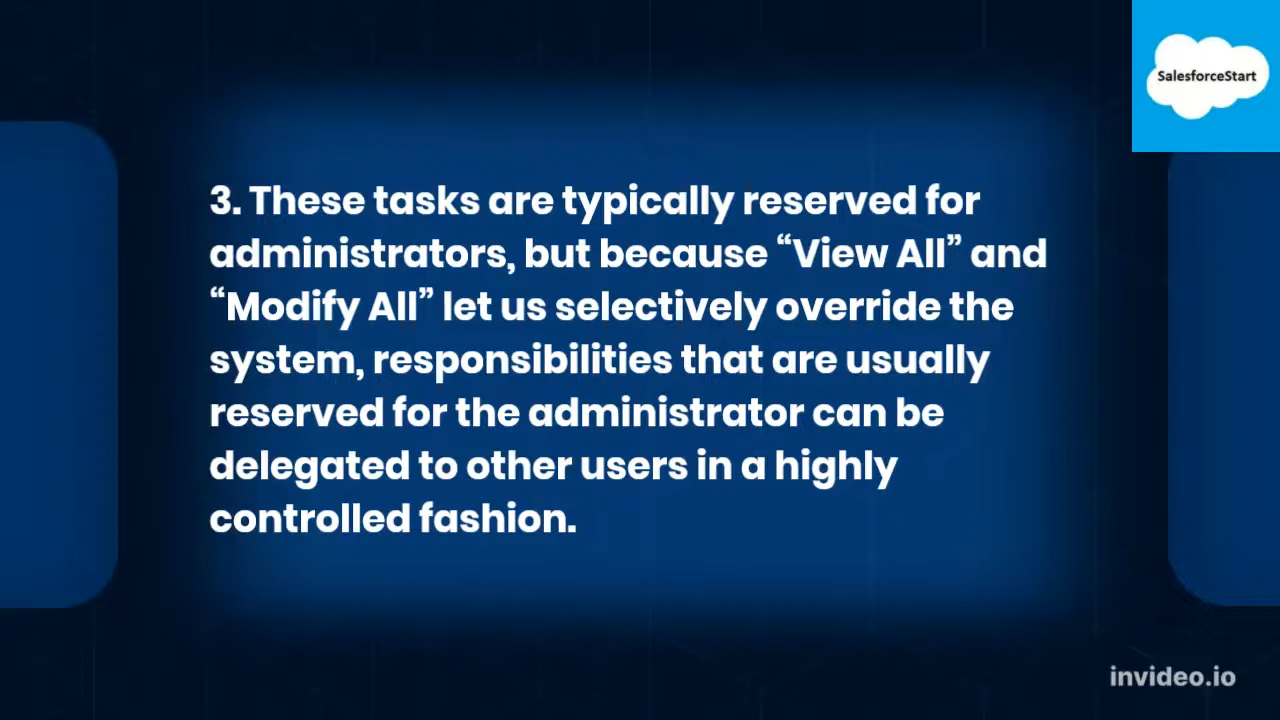 SalesforceStart
3. These tasks are typically reserved for
administrators, but because “View All” and
“Modify All” let us selectively override the
system, responsibilities that are usually
reserved for the administrator can be
delegated to other users in a highly
controlled fashion.
invideo.io